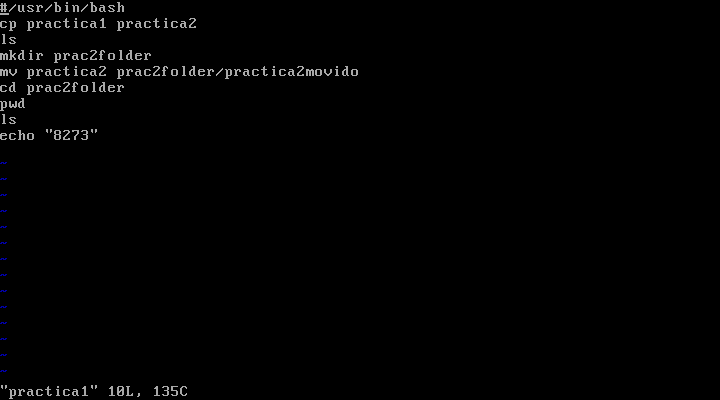 #/usr/bin/bash
cp practica1 practica2
ls
mkdir prac2folder
mv practica2 prac2folder/practica2movido
cd prac2folder
pwd
ls
echo "8273"
~
~
~
~
~
~
~
~
~
~
~
~
~
~
"practica1" 10L, 135C